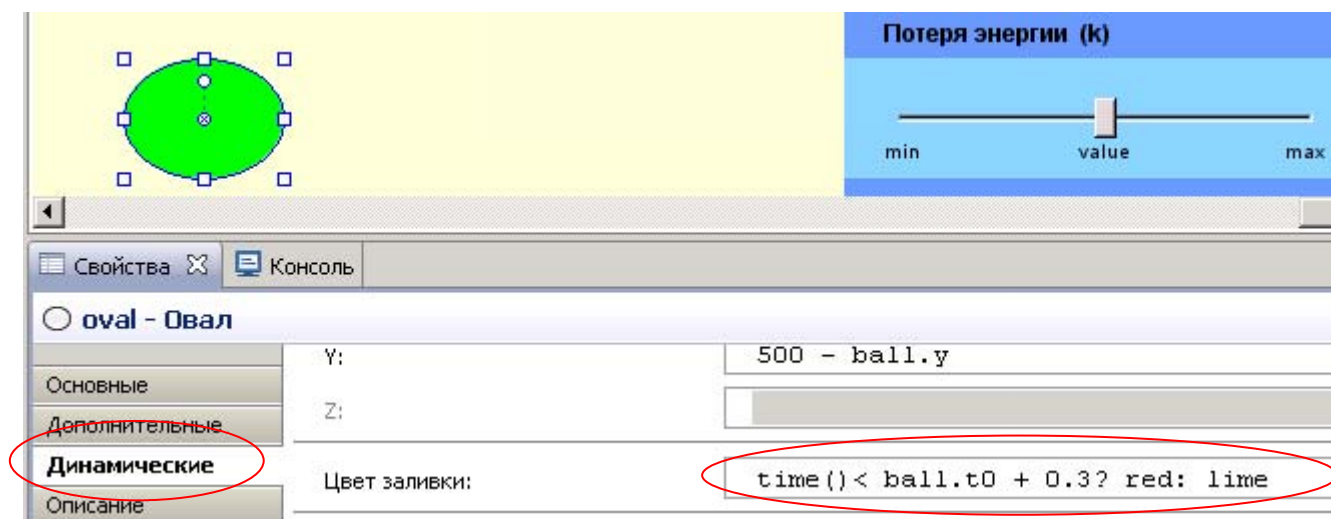 Потеря энергии (k)
min value max
Свойства Консоль
oval - Овал
Y: 500 - ball.y
Основные
Z:
Дополнительные
Динамические
Цвет заливки: time()< ball.t0 + 0.3? red: lime
Описание